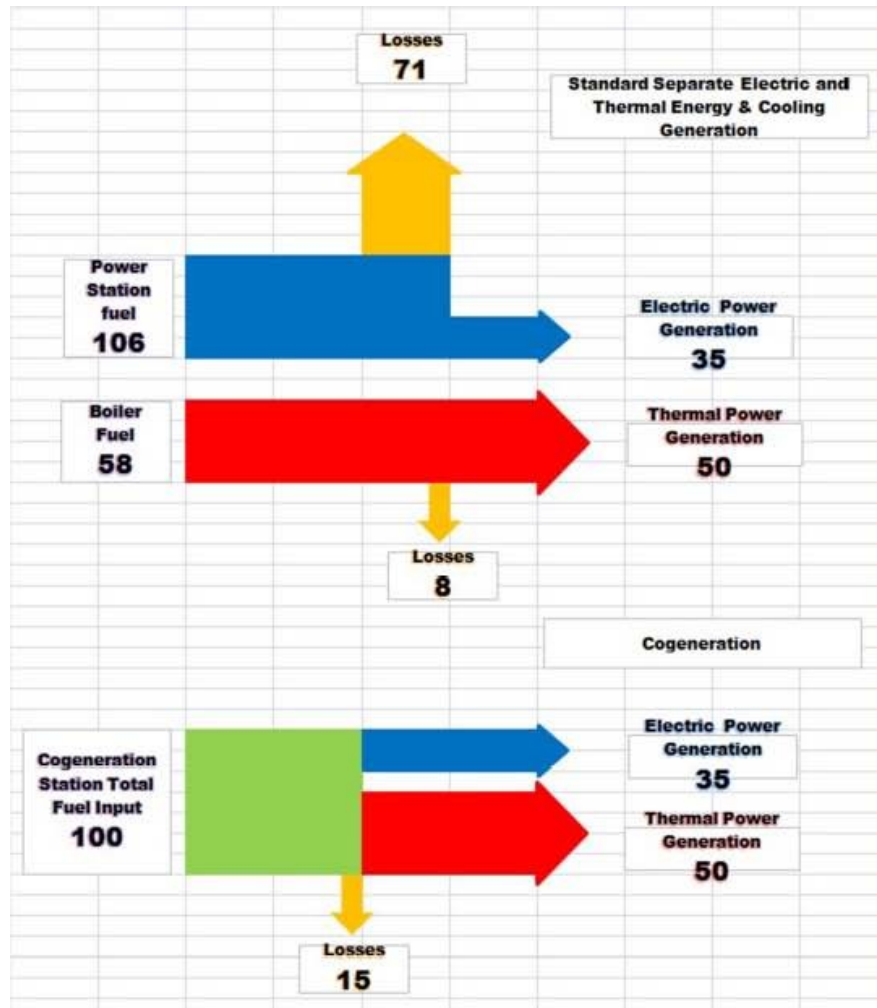 Losses
71
Standard Separate Electric and
Thermal Energy & Cooling
Generation
Power
Station
fuel
106
Electric Power
Generation
35
Boiler
Fuel
58
Thermal Power
Generation
50
Losses
8
Cogeneration
Cogeneration
Station Total
Fuel Input
100
Electric Power
Generation
35
Thermal Power
Generation
50
Losses
15